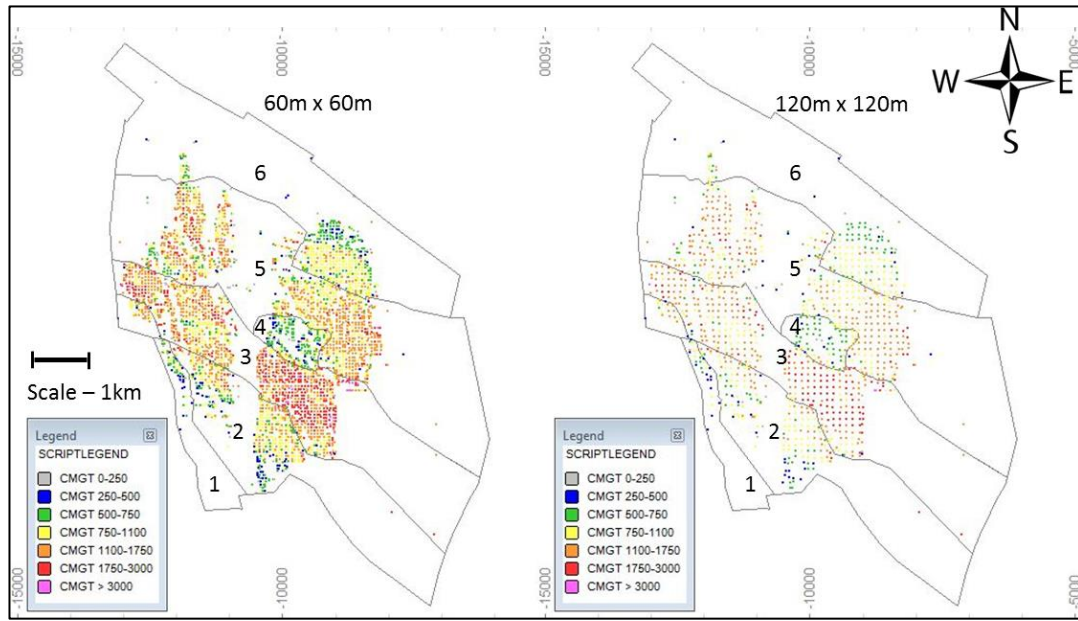 -15000
-10000
-15000
-10000
-5000
N
W E
S
60m x 60m
120m x 120m
6
5
4
3
2
1
6
5
4
3
2
1
Scale – 1km
Legend
SCRIPTLEGEND
CMGT 0-250
CMGT 250-500
CMGT 500-750
CMGT 750-1100
CMGT 1100-1750
CMGT 1750-3000
CMGT > 3000
Legend
SCRIPTLEGEND
CMGT 0-250
CMGT 250-500
CMGT 500-750
CMGT 750-1100
CMGT 1100-1750
CMGT 1750-3000
CMGT > 3000
-15000
-10000
-15000
-10000
-5000